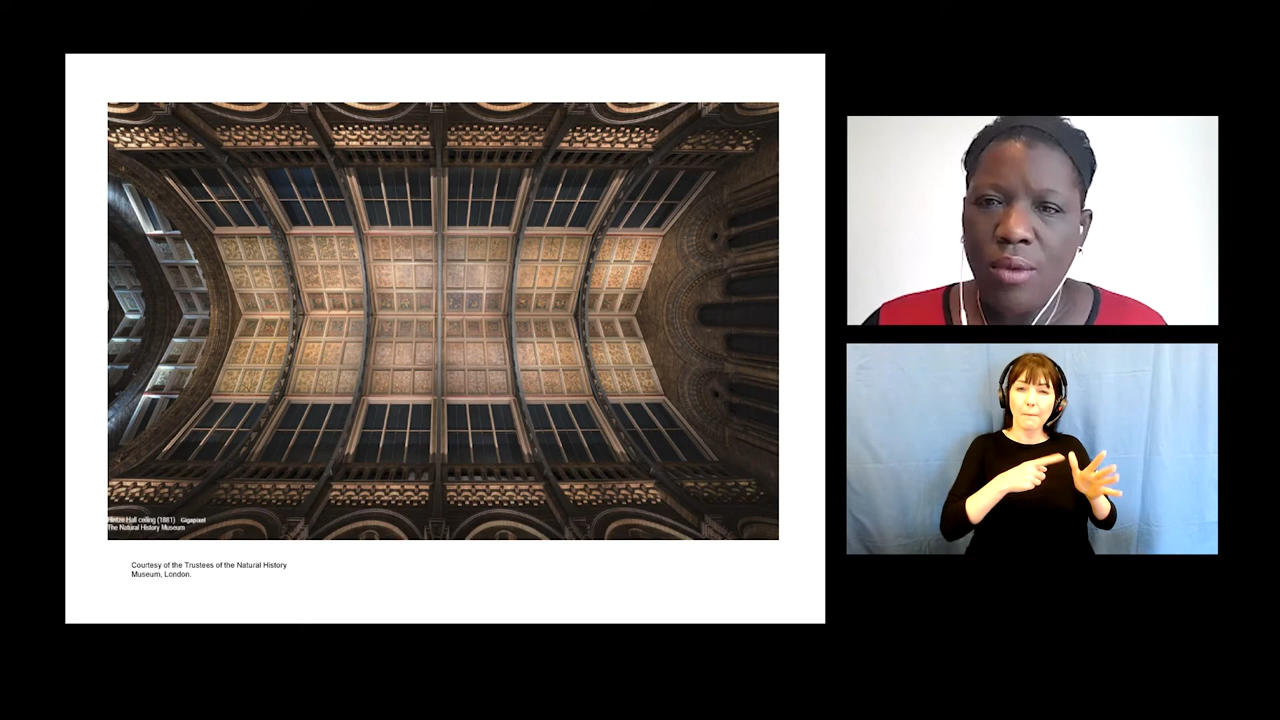 Hintze Hall ceiling (1881) Gigapixel
The Natural History Museum
Courtesy of the Trustees of the Natural History
Museum, London.